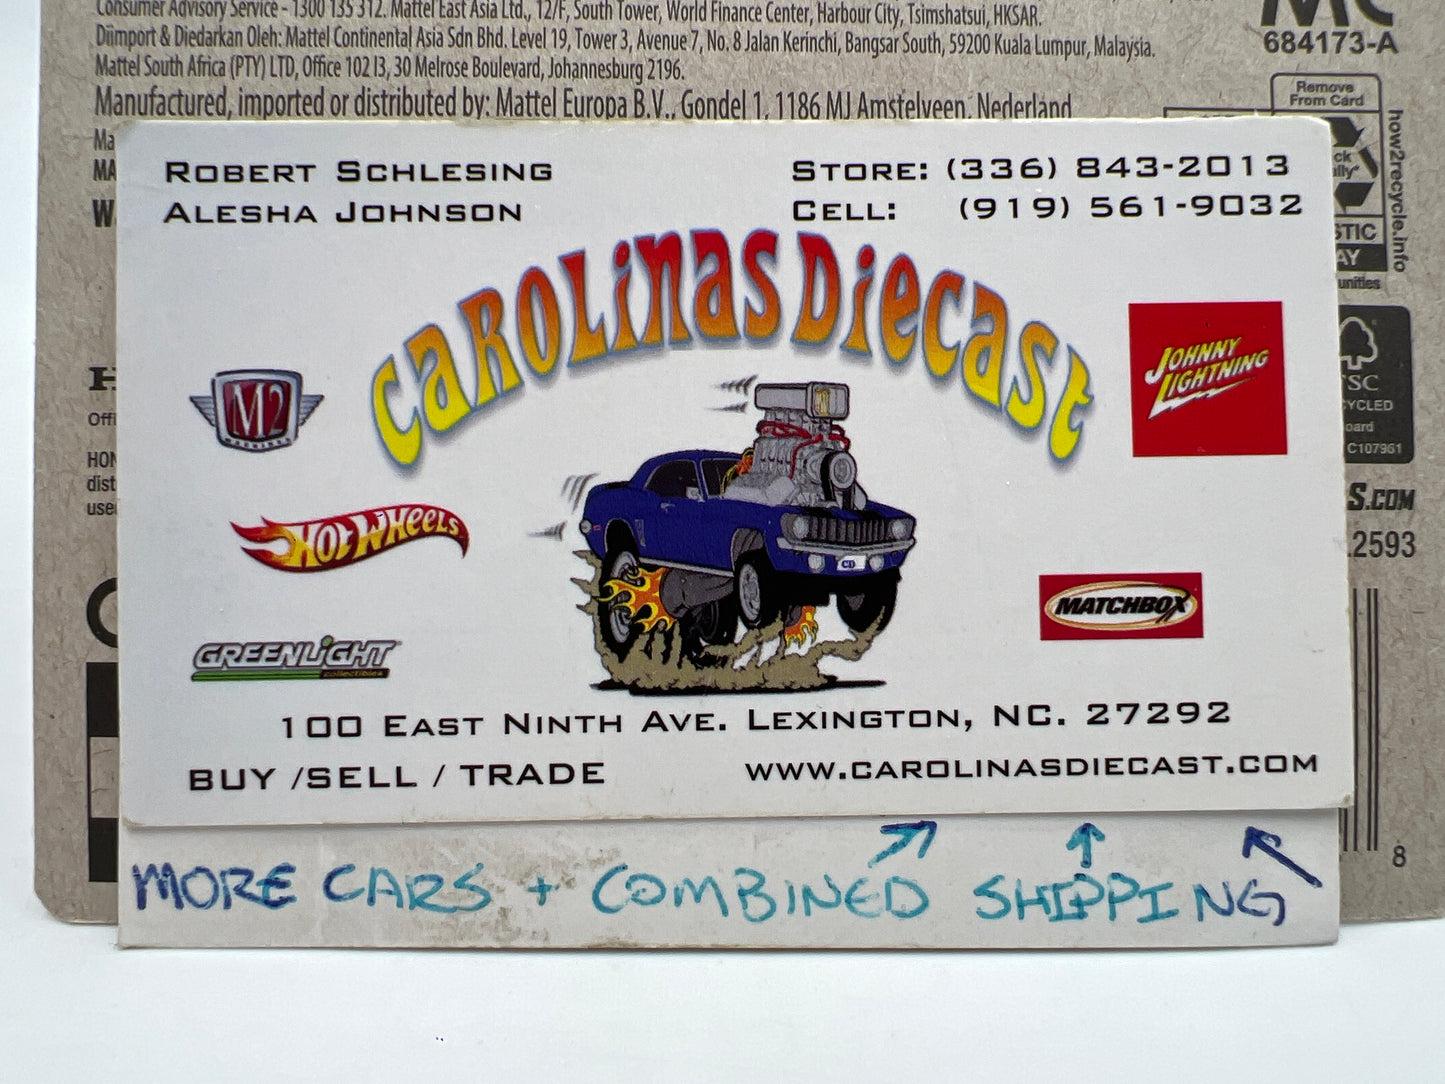 Consumer Advisory Service - 1300 135 312. Mattel East Asia Ltd., 12/F, South Tower, World Finance Center, Harbour City, Tsimshatsui, HKSAR.
Diimport & Diedarkan Oleh: Mattel Continental Asia Sdn Bhd. Level 19, Tower 3, Avenue 7, No. 8 Jalan Kerinchi, Bangsar South, 59200 Kuala Lumpur, Malaysia.
Mattel South Africa (PTY) LTD, Office 102 I3, 30 Melrose Boulevard, Johannesburg 2196.
Manufactured, imported or distributed by: Mattel Europa B.V., Gondel 1, 1186 MJ Amstelveen, Nederland
684173-A
Remove
From Card
how2recycle.info
ROBERT SCHLESING
ALESHA JOHNSON
STORE: (336) 843-2013
CELL: (919) 561-9032
CAROLINAS DIECAST
M2
MACHINES
JOHNNY
LIGHTNING
HOT WHEELS
MATCHBOX
GREENLIGHT
collectibles
100 EAST NINTH AVE. LEXINGTON, NC. 27292
BUY /SELL / TRADE
WWW.CAROLINASDIECAST.COM
MORE CARS + COMBINED SHIPPING
S.COM
2593
C107961
8